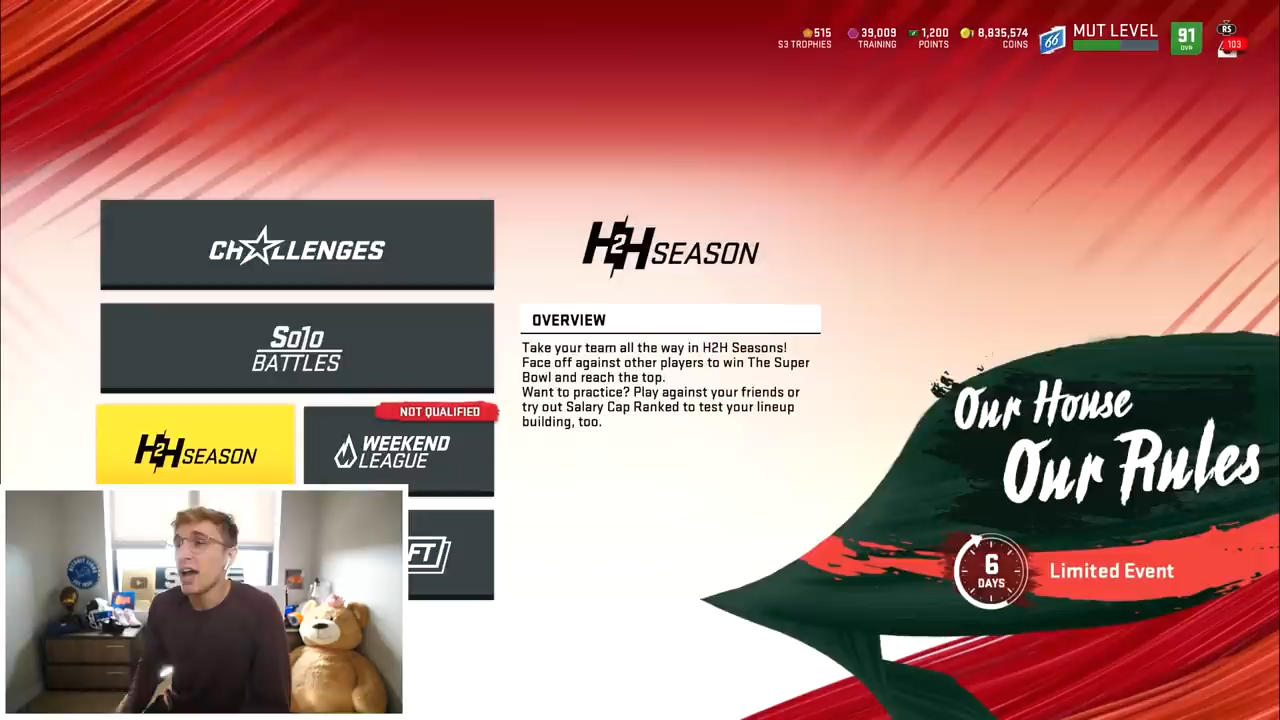 515
S3 TROPHIES
39,009
TRAINING
1,200
POINTS
8,835,574
COINS
66
MUT LEVEL
91
OVR
RS
103
CHALLENGES
Solo
BATTLES
NOT QUALIFIED
H2H SEASON
WEEKEND
LEAGUE
FT
H2H SEASON
OVERVIEW
Take your team all the way in H2H Seasons!
Face off against other players to win The Super
Bowl and reach the top.
Want to practice? Play against your friends or
try out Salary Cap Ranked to test your lineup
building, too.
Our House
Our Rules
6
DAYS
Limited Event